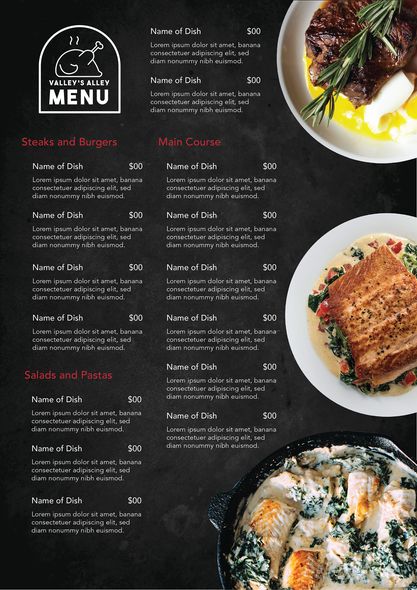 VALLEY'S ALLEY
MENU
Name of Dish $00
Lorem ipsum dolor sit amet, banana
consectetuer adipiscing elit, sed
diam nonummy nibh euismod.
Name of Dish $00
Lorem ipsum dolor sit amet, banana
consectetuer adipiscing elit, sed
diam nonummy nibh euismod.
Steaks and Burgers
Name of Dish $00
Lorem ipsum dolor sit amet, banana
consectetuer adipiscing elit, sed
diam nonummy nibh euismod.
Name of Dish $00
Lorem ipsum dolor sit amet, banana
consectetuer adipiscing elit, sed
diam nonummy nibh euismod.
Name of Dish $00
Lorem ipsum dolor sit amet, banana
consectetuer adipiscing elit, sed
diam nonummy nibh euismod.
Name of Dish $00
Lorem ipsum dolor sit amet, banana
consectetuer adipiscing elit, sed
diam nonummy nibh euismod.
Salads and Pastas
Name of Dish $00
Lorem ipsum dolor sit amet, banana
consectetuer adipiscing elit, sed
diam nonummy nibh euismod.
Name of Dish $00
Lorem ipsum dolor sit amet, banana
consectetuer adipiscing elit, sed
diam nonummy nibh euismod.
Name of Dish $00
Lorem ipsum dolor sit amet, banana
consectetuer adipiscing elit, sed
diam nonummy nibh euismod.
Main Course
Name of Dish $00
Lorem ipsum dolor sit amet, banana
consectetuer adipiscing elit, sed
diam nonummy nibh euismod.
Name of Dish $00
Lorem ipsum dolor sit amet, banana
consectetuer adipiscing elit, sed
diam nonummy nibh euismod.
Name of Dish $00
Lorem ipsum dolor sit amet, banana
consectetuer adipiscing elit, sed
diam nonummy nibh euismod.
Name of Dish $00
Lorem ipsum dolor sit amet, banana
consectetuer adipiscing elit, sed
diam nonummy nibh euismod.
Name of Dish $00
Lorem ipsum dolor sit amet, banana
consectetuer adipiscing elit, sed
diam nonummy nibh euismod.
Name of Dish $00
Lorem ipsum dolor sit amet, banana
consectetuer adipiscing elit, sed
diam nonummy nibh euismod.